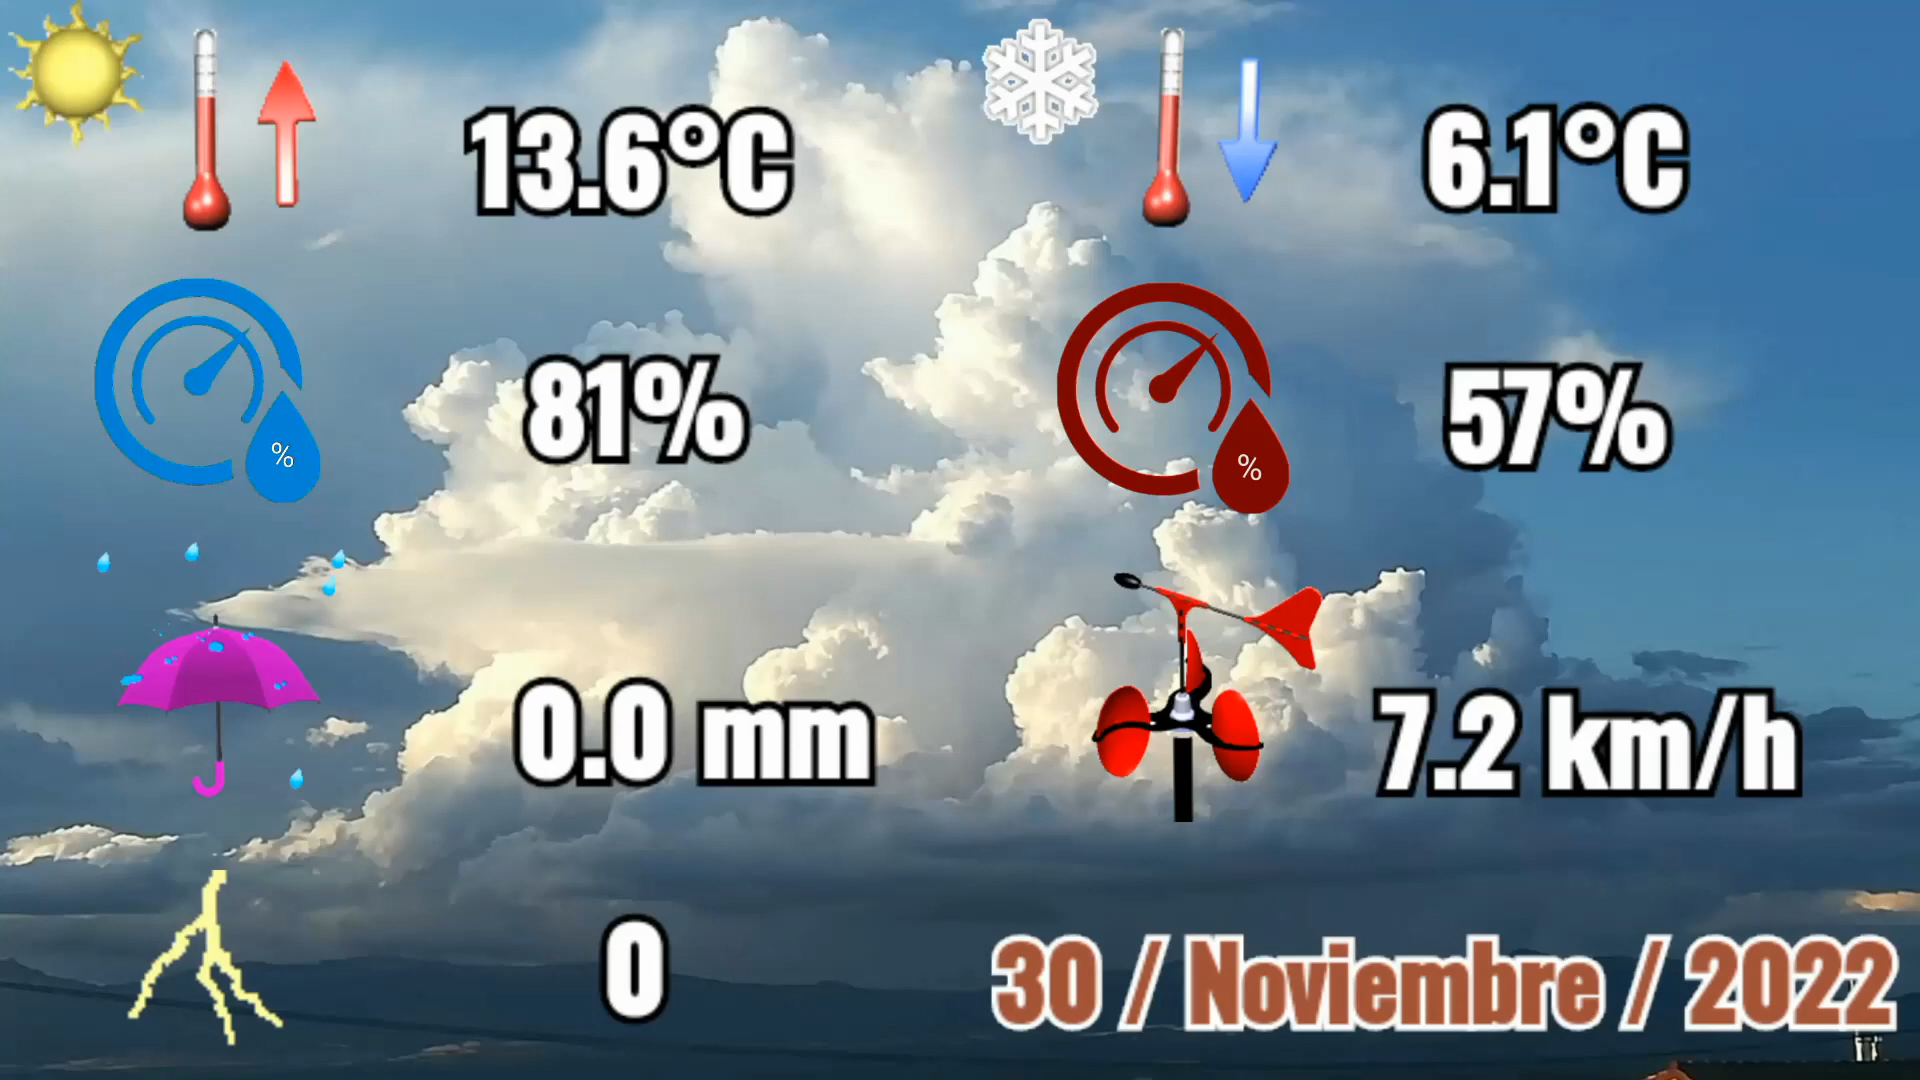 13.6°C
6.1°C
81%
%
57%
%
0.0 mm
7.2 km/h
0
30 / Noviembre / 2022